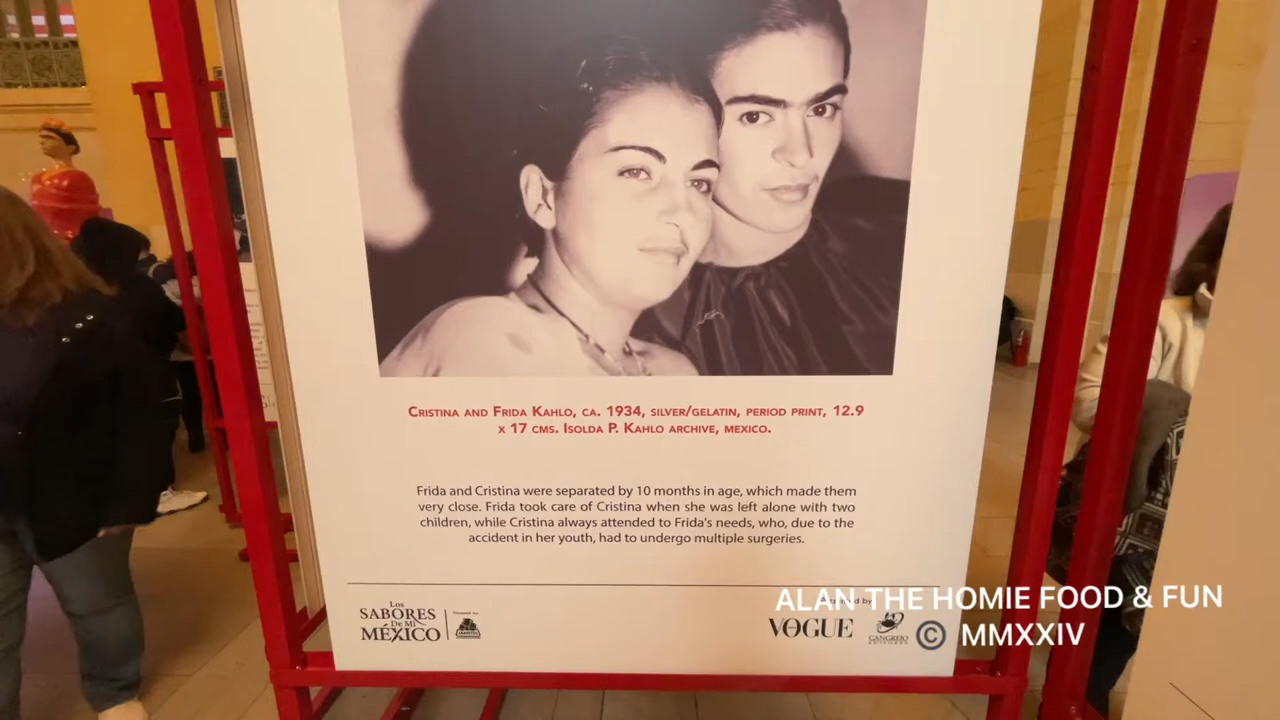 CRISTINA AND FRIDA KAHLO, CA. 1934, SILVER/GELATIN, PERIOD PRINT, 12.9
X 17 CMS. ISOLDA P. KAHLO ARCHIVE, MEXICO.
Frida and Cristina were separated by 10 months in age, which made them
very close. Frida took care of Cristina when she was left alone with two
children, while Cristina always attended to Frida's needs, who, due to the
accident in her youth, had to undergo multiple surgeries.
Los
SABORES
De Mi
MÉXICO
VOGUE
CANGREJO
ALAN THE HOMIE FOOD & FUN
© MMXXIV